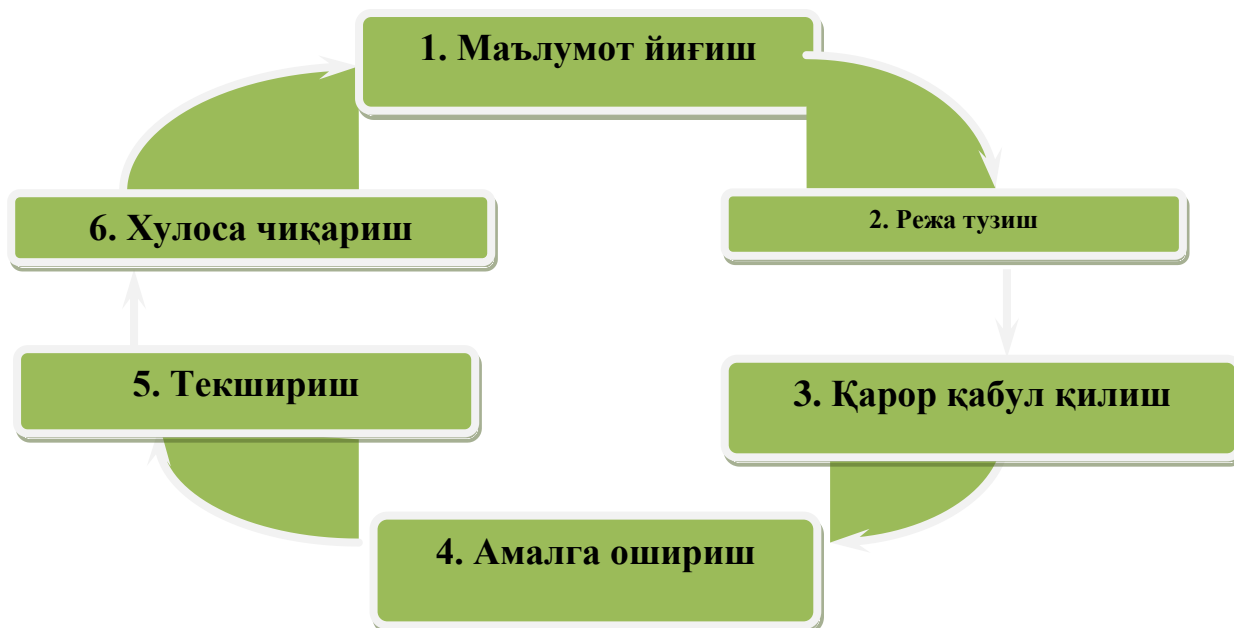 1. Маълумот йиғиш
2. Режа тузиш
3. Қарор қабул қилиш
4. Амалга ошириш
5. Текшириш
6. Хулоса чиқариш